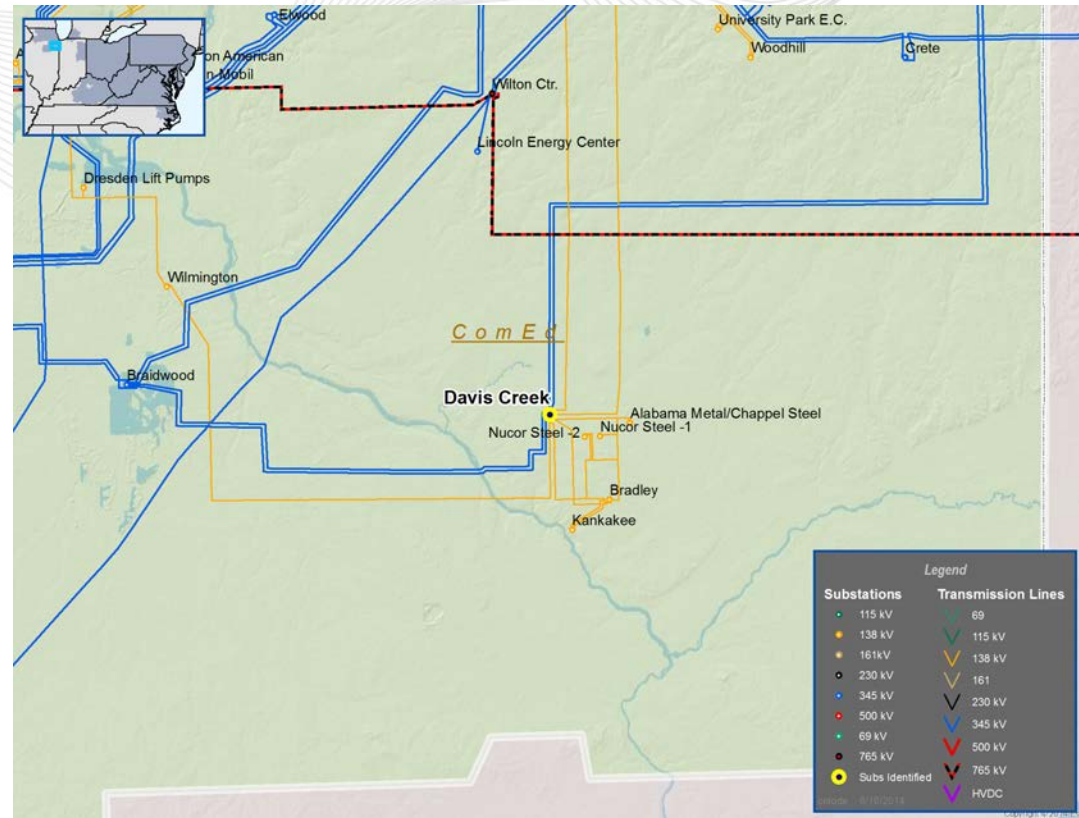 Elwood
University Park E.C.
Woodhill
Crete
on American
n Mobil
Wilton Ctr.
Lincoln Energy Center
Dresden Lift Pumps
Wilmington
ComEd
Braidwood
Davis Creek
Alabama Metal/Chappel Steel
Nucor Steel -2
Nucor Steel -1
Bradley
Kankakee
Legend
Substations
115 kV
138 kV
161kV
230 kV
345 kV
500 kV
69 kV
765 kV
Subs Identified
Transmission Lines
69
115 kV
138 kV
161
230 kV
345 kV
500 kV
765 kV
HVDC